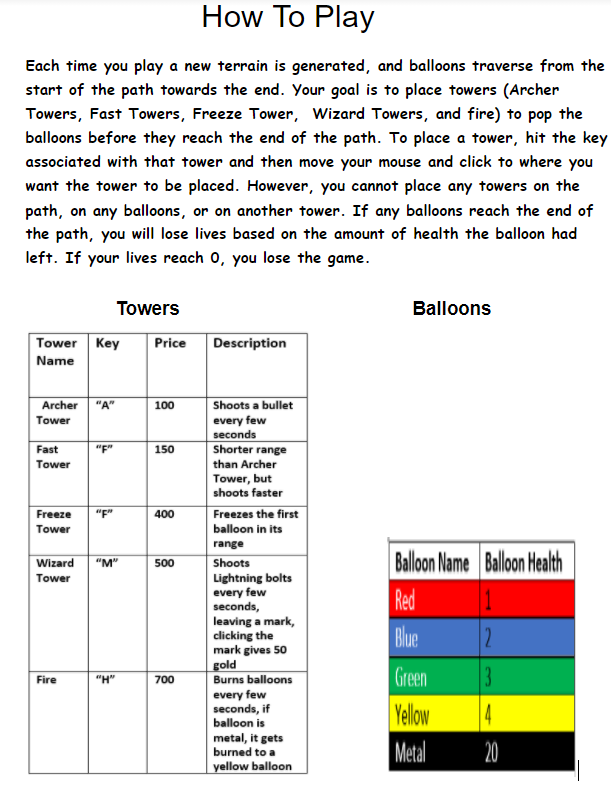 How To Play
Each time you play a new terrain is generated, and balloons traverse from the
start of the path towards the end. Your goal is to place towers (Archer
Towers, Fast Towers, Freeze Tower, Wizard Towers, and fire) to pop the
balloons before they reach the end of the path. To place a tower, hit the key
associated with that tower and then move your mouse and click to where you
want the tower to be placed. However, you cannot place any towers on the
path, on any balloons, or on another tower. If any balloons reach the end of
the path, you will lose lives based on the amount of health the balloon had
left. If your lives reach 0, you lose the game.
Towers
Tower Key Price Description
Name
Archer "A" 100 Shoots a bullet
Tower every few
seconds
Fast "F" 150 Shorter range
Tower than Archer
Tower, but
shoots faster
Freeze "F" 400 Freezes the first
Tower balloon in its
range
Wizard "M" 500 Shoots
Tower Lightning bolts
every few
seconds,
leaving a mark,
clicking the
mark gives 50
gold
Fire "H" 700 Burns balloons
every few
seconds, if
balloon is
metal, it gets
burned to a
yellow balloon
Balloons
Balloon Name Balloon Health
Red 1
Blue 2
Green 3
Yellow 4
Metal 20